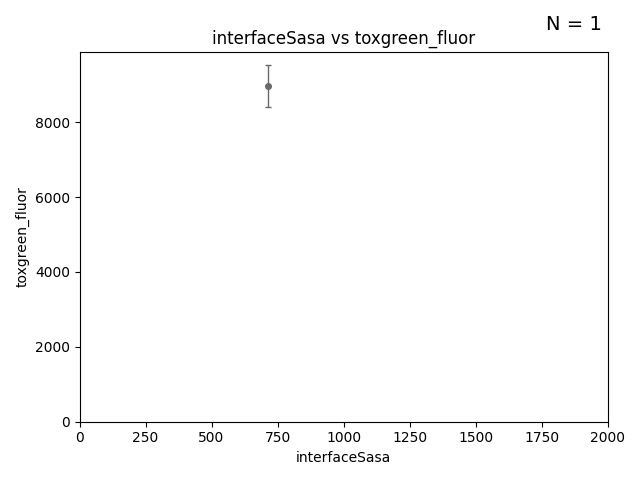 N = 1
interfaceSasa vs toxgreen_fluor
toxgreen_fluor
8000
6000
4000
2000
0
0 250 500 750 1000 1250 1500 1750 2000
interfaceSasa